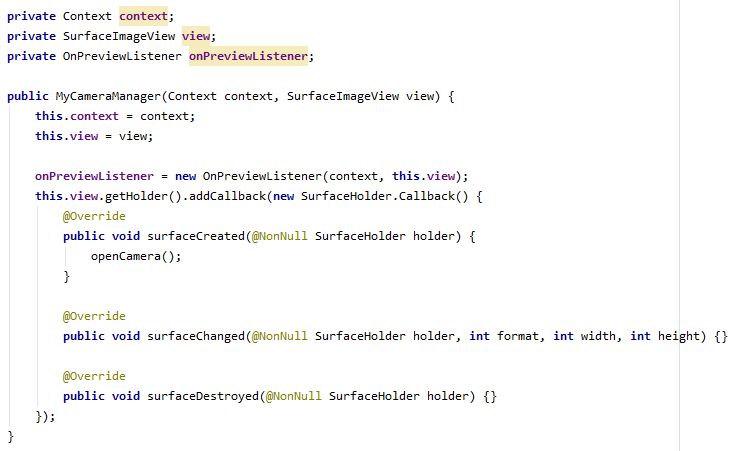 private Context context;
private SurfaceImageView view;
private OnPreviewListener onPreviewListener;
public MyCameraManager(Context context, SurfaceImageView view) {
this.context = context;
this.view = view;
onPreviewListener = new OnPreviewListener(context, this.view);
this.view.getHolder().addCallback(new SurfaceHolder.Callback() {
@Override
public void surfaceCreated(@NonNull SurfaceHolder holder) {
openCamera();
}
@Override
public void surfaceChanged(@NonNull SurfaceHolder holder, int format, int width, int height) {}
@Override
public void surfaceDestroyed(@NonNull SurfaceHolder holder) {}
});
}